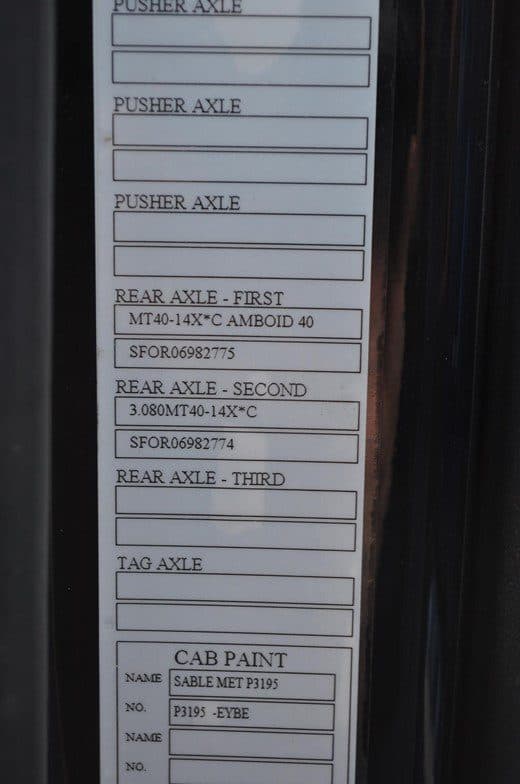 PUSHER AXLE
PUSHER AXLE
PUSHER AXLE
REAR AXLE - FIRST
MT40-14X*C AMBOID 40
SFOR06982775
REAR AXLE - SECOND
3.080MT40-14X*C
SFOR06982774
REAR AXLE - THIRD
TAG AXLE
CAB PAINT
NAME SABLE MET P3195
NO. P3195 -EYBE
NAME
NO.